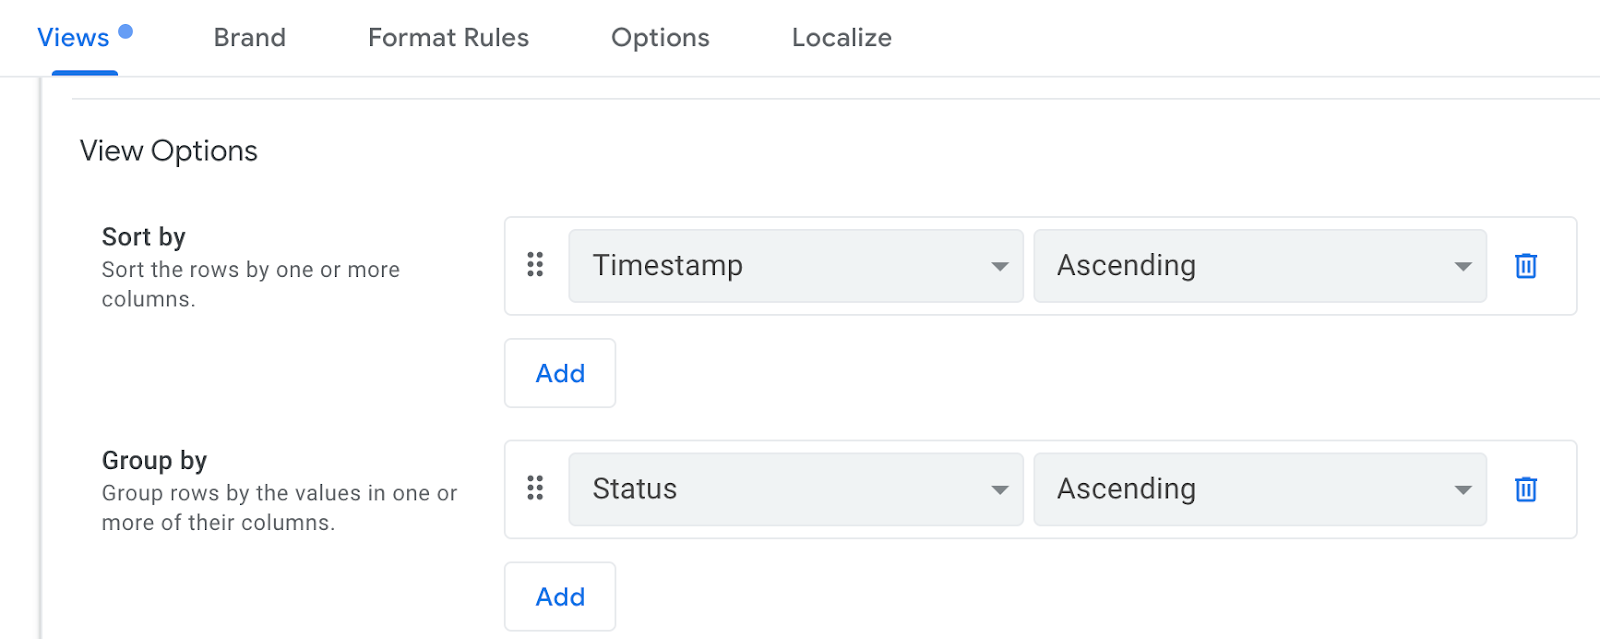 Views Brand Format Rules Options Localize
View Options
Sort by
Sort the rows by one or more
columns.
Timestamp Ascending
Add
Group by
Group rows by the values in one or
more of their columns.
Status Ascending
Add